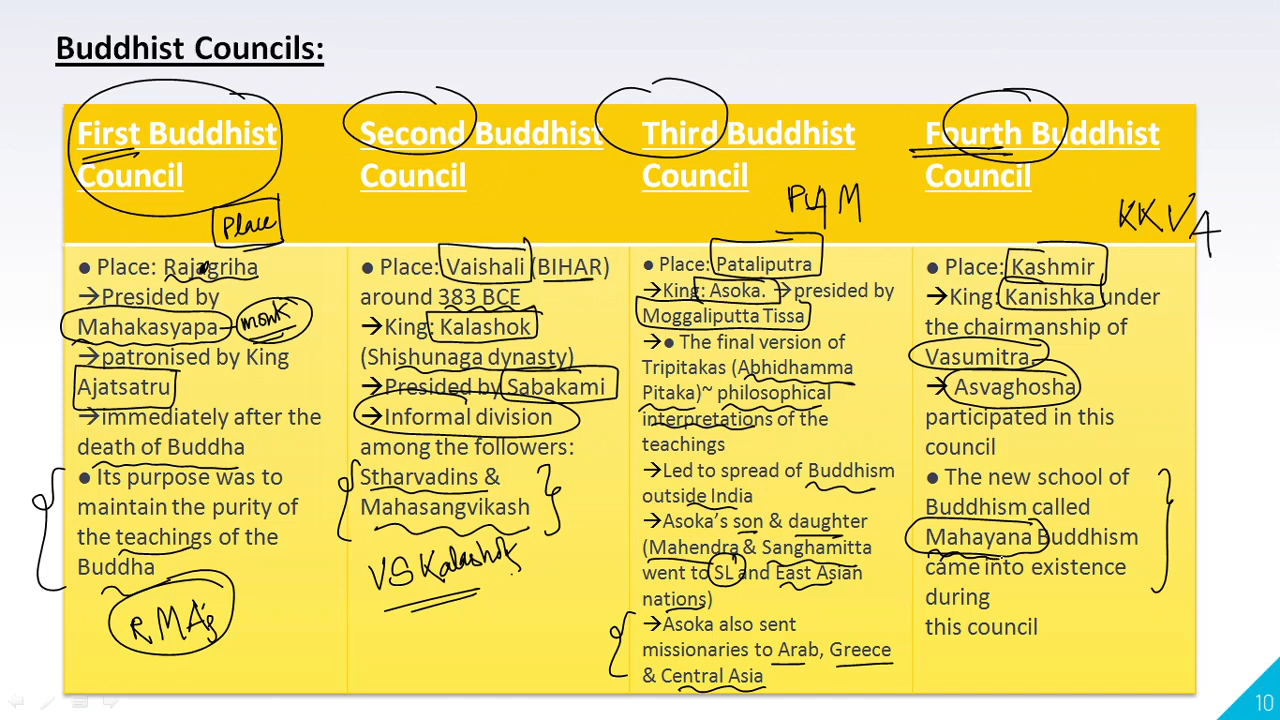 Buddhist Councils:
First Buddhist
Council
Place
● Place: Rajagriha
→Presided by
Mahakasyapa- monk
→patronised by King
Ajatsatru
→immediately after the
death of Buddha
● Its purpose was to
maintain the purity of
the teachings of the
Buddha
Second Buddhist
Council
● Place: Vaishali (BIHAR)
around 383 BCE
→King: Kalashok
(Shishunaga dynasty)
→Presided by Sabakami
→Informal division
among the followers:
Stharvadins &
Mahasangvikash
VS Kalashok
Third Buddhist
Council
● Place: Pataliputra
→King: Asoka. →presided by
Moggaliputta Tissa
→● The final version of
Tripitakas (Abhidhamma
Pitaka)~ philosophical
interpretations of the
teachings
→Led to spread of Buddhism
outside India
→Asoka's son & daughter
(Mahendra & Sanghamitta
went to SL and East Asian
nations)
→Asoka also sent
missionaries to Arab, Greece
& Central Asia
Fourth Buddhist
Council
KKVA
● Place: Kashmir
→King: Kanishka under
the chairmanship of
Vasumitra
→ Asvaghosha
participated in this
council
● The new school of
Buddhism called
Mahayana Buddhism
came into existence
during
this council
10